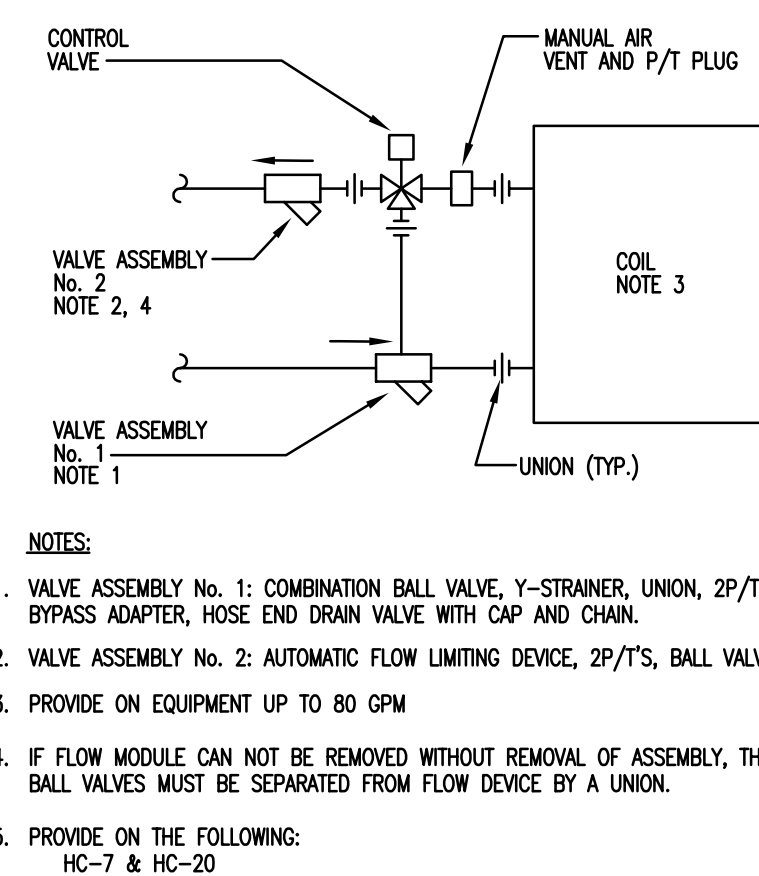 CONTROL
VALVE
MANUAL AIR
VENT AND P/T PLUG
VALVE ASSEMBLY
No. 2
NOTE 2, 4
COIL
NOTE 3
VALVE ASSEMBLY
No. 1
NOTE 1
UNION (TYP.)
NOTES:
. VALVE ASSEMBLY No. 1: COMBINATION BALL VALVE, Y-STRAINER, UNION, 2P/T
BYPASS ADAPTER, HOSE END DRAIN VALVE WITH CAP AND CHAIN.
2. VALVE ASSEMBLY No. 2: AUTOMATIC FLOW LIMITING DEVICE, 2P/T'S, BALL
3. PROVIDE ON EQUIPMENT UP TO 80 GPM
4. IF FLOW MODULE CAN NOT BE REMOVED WITHOUT REMOVAL OF ASSEMBLY,
BALL VALVES MUST BE SEPARATED FROM FLOW DEVICE BY A UNION.
5. PROVIDE ON THE FOLLOWING:
HC-7 & HC-20